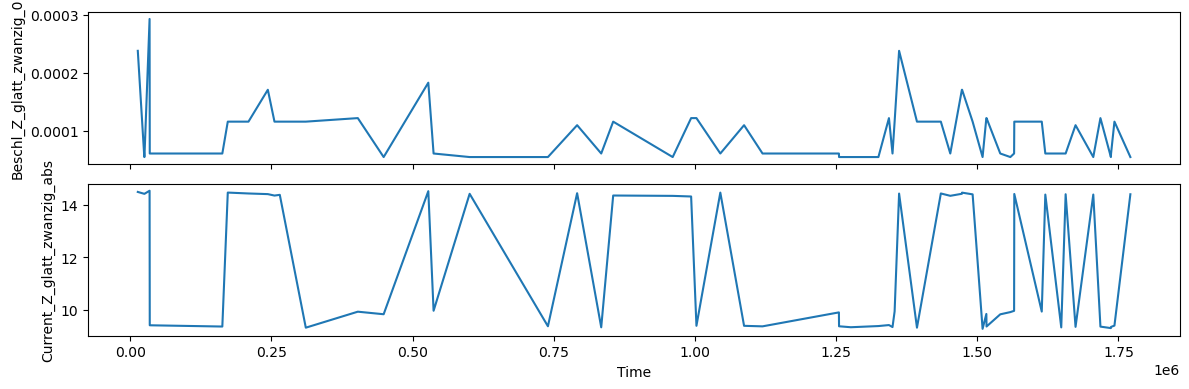 Beschl_Z_glatt_zwanzig_0
0.0003
0.0002
0.0001
Current_Z_glatt_zwanzig_abs
14
12
10
0.00 0.25 0.50 0.75 1.00 1.25 1.50 1.75
1e6
Time